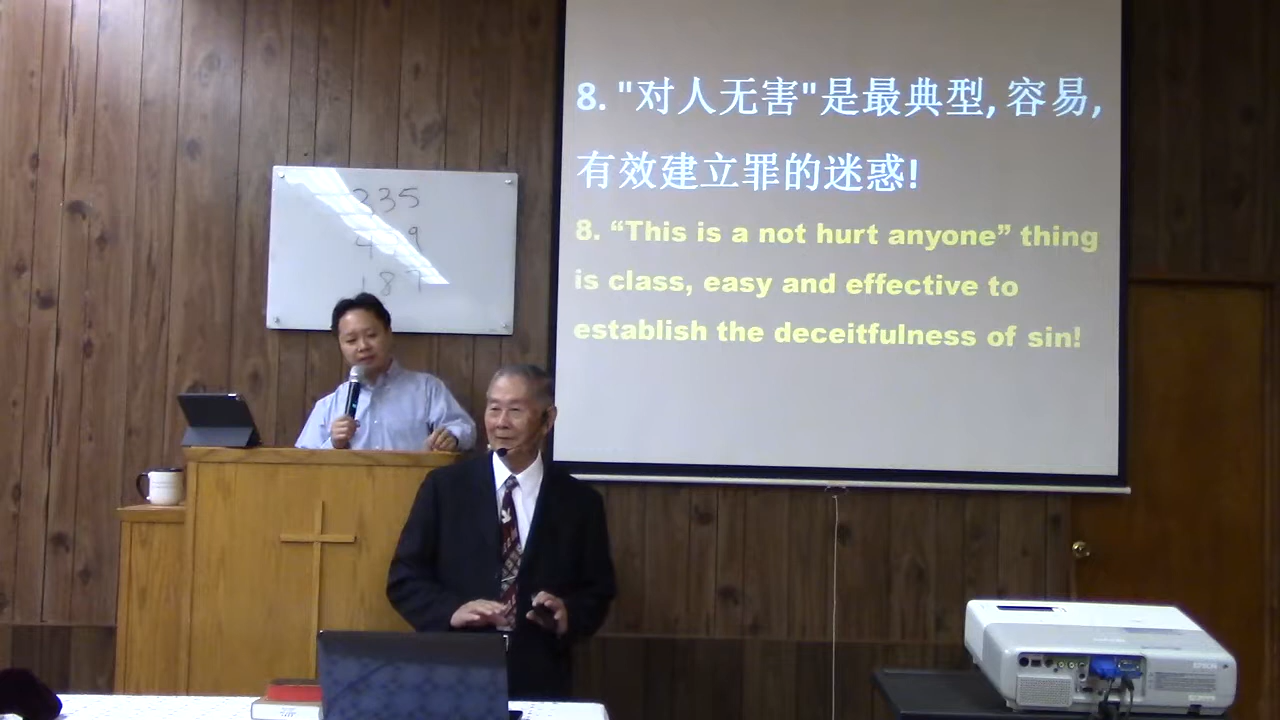 335
187
8. "对人无害"是最典型, 容易,
有效建立罪的迷惑!
8. “This is a not hurt anyone” thing
is class, easy and effective to
establish the deceitfulness of sin!
EPSON